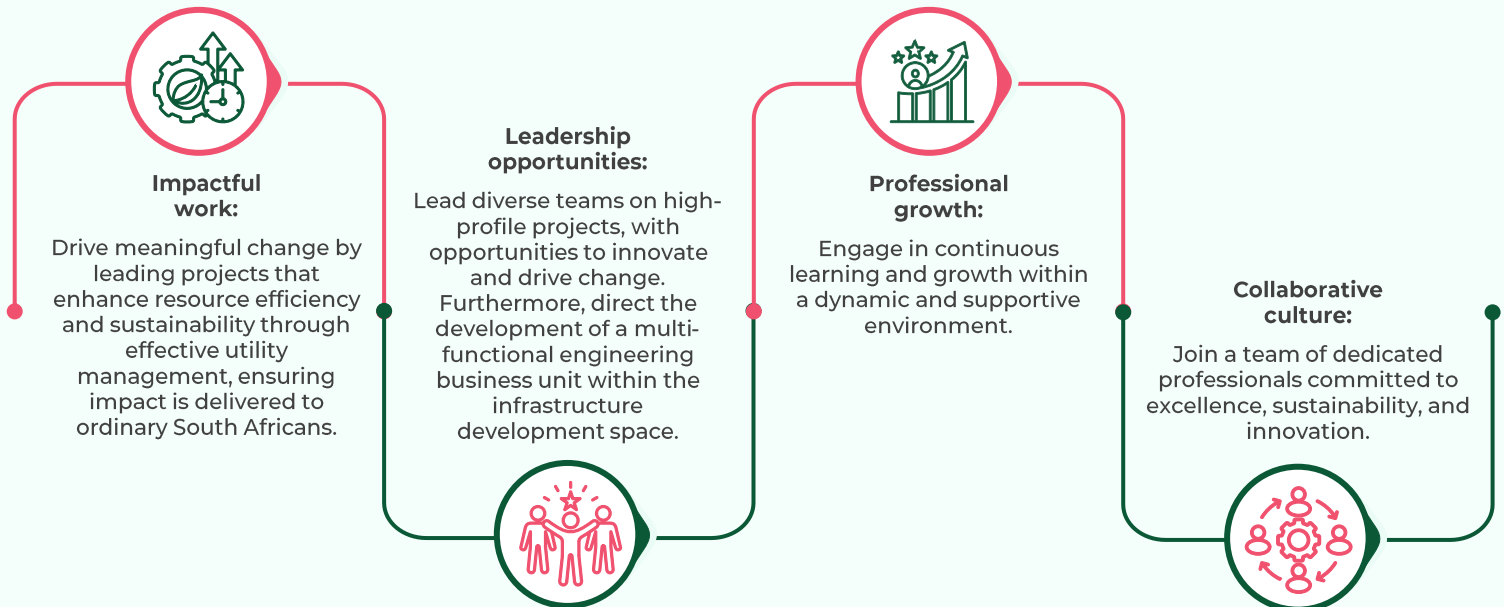 Impactful
work:
Drive meaningful change by
leading projects that
enhance resource efficiency
and sustainability through
effective utility
management, ensuring
impact is delivered to
ordinary South Africans.
Leadership
opportunities:
Lead diverse teams on high-
profile projects, with
opportunities to innovate
and drive change.
Furthermore, direct the
development of a multi-
functional engineering
business unit within the
infrastructure
development space.
Professional
growth:
Engage in continuous
learning and growth within
a dynamic and supportive
environment.
Collaborative
culture:
Join a team of dedicated
professionals committed to
excellence, sustainability, and
innovation.